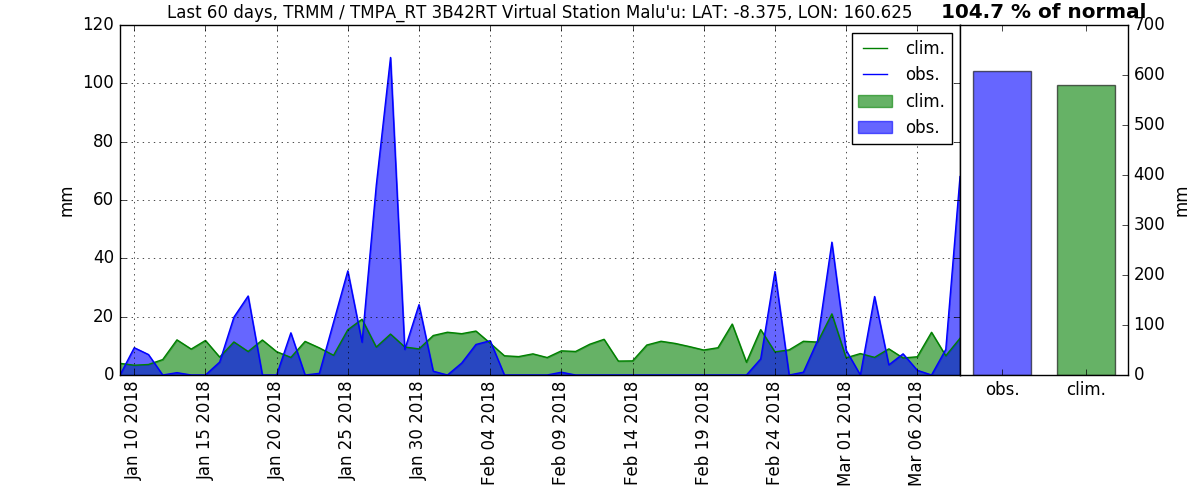 Last 60 days, TRMM / TMPA_RT 3B42RT Virtual Station Malu'u: LAT: -8.375, LON: 160.625
104.7 % of normal
120
100
80
60
40
20
0
mm
clim.
obs.
clim.
obs.
700
600
500
400
300
200
100
0
mm
obs.
clim.
Jan 10 2018
Jan 15 2018
Jan 20 2018
Jan 25 2018
Jan 30 2018
Feb 04 2018
Feb 09 2018
Feb 14 2018
Feb 19 2018
Feb 24 2018
Mar 01 2018
Mar 06 2018